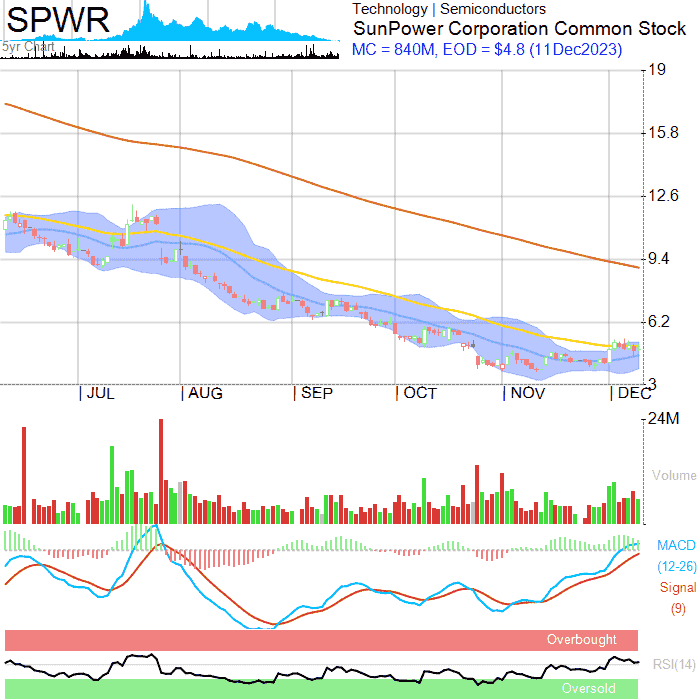 SPWR
5yr Chart
Technology | Semiconductors
SunPower Corporation Common Stock
MC = 840M, EOD = $4.8 (11Dec2023)
19
15.8
12.6
9.4
6.2
3
JUL AUG SEP OCT NOV DEC
24M
Volume
MACD
(12-26)
Signal
(9)
Overbought
RSI(14)
Oversold